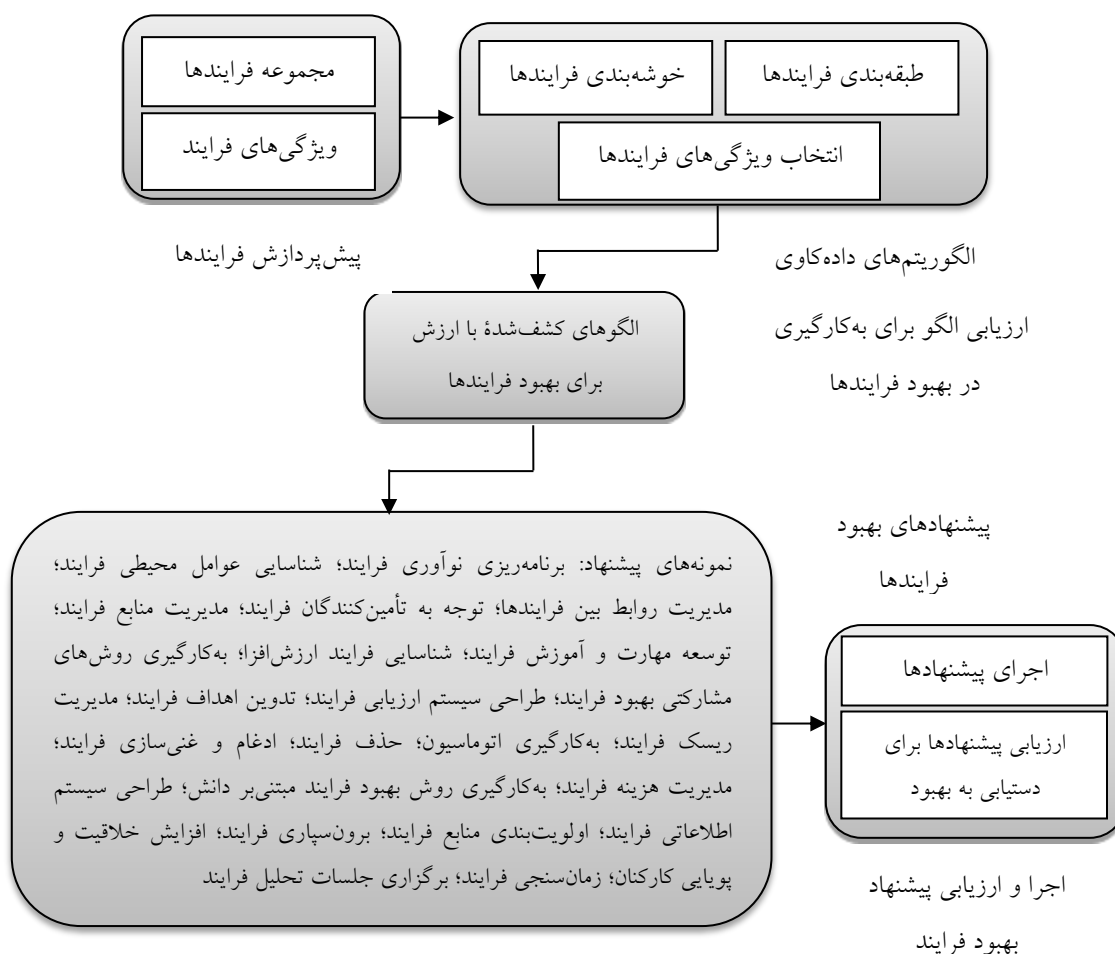 مجموعه فرایندها
ویژگی‌های فرایند
طبقه‌بندی فرایندها
خوشه‌بندی فرایندها
انتخاب ویژگی‌های فرایندها
پیش‌پردازش فرایندها
الگوریتم‌های داده‌کاوی
الگوهای کشف‌شدۀ با ارزش
برای بهبود فرایندها
ارزیابی الگو برای به‌کارگیری
در بهبود فرایندها
پیشنهادهای بهبود
فرایندها
نمونه‌های پیشنهاد: برنامه‌ریزی نوآوری فرایند؛ شناسایی عوامل محیطی فرایند؛
مدیریت روابط بین فرایندها؛ توجه به تأمین‌کنندگان فرایند؛ مدیریت منابع فرایند؛
توسعه مهارت و آموزش فرایند؛ شناسایی فرایند ارزش‌افزا؛ به‌کارگیری روش‌های
مشارکتی بهبود فرایند؛ طراحی سیستم ارزیابی فرایند؛ تدوین اهداف فرایند؛ مدیریت
ریسک فرایند؛ به‌کارگیری اتوماسیون؛ حذف فرایند؛ ادغام و غنی‌سازی فرایند؛
مدیریت هزینه فرایند؛ به‌کارگیری روش بهبود فرایند مبتنی‌بر دانش؛ طراحی سیستم
اطلاعاتی فرایند؛ اولویت‌بندی منابع فرایند؛ برون‌سپاری فرایند؛ افزایش خلاقیت و
پویایی کارکنان؛ زمان‌سنجی فرایند؛ برگزاری جلسات تحلیل فرایند
اجرای پیشنهادها
ارزیابی پیشنهادها برای
دستیابی به بهبود
اجرا و ارزیابی پیشنهاد
بهبود فرایند